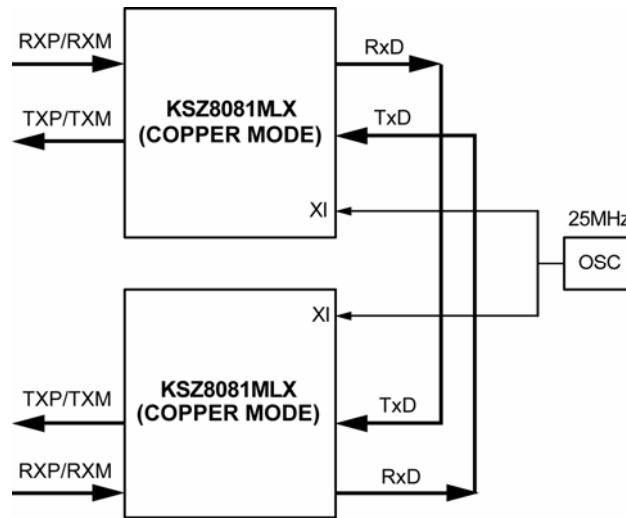 RXP/RXM
RxD
KSZ8081MLX
(COPPER MODE)
TXP/TXM
TxD
XI
25MHz
OSC
XI
KSZ8081MLX
(COPPER MODE)
TXP/TXM
TxD
RXP/RXM
RxD